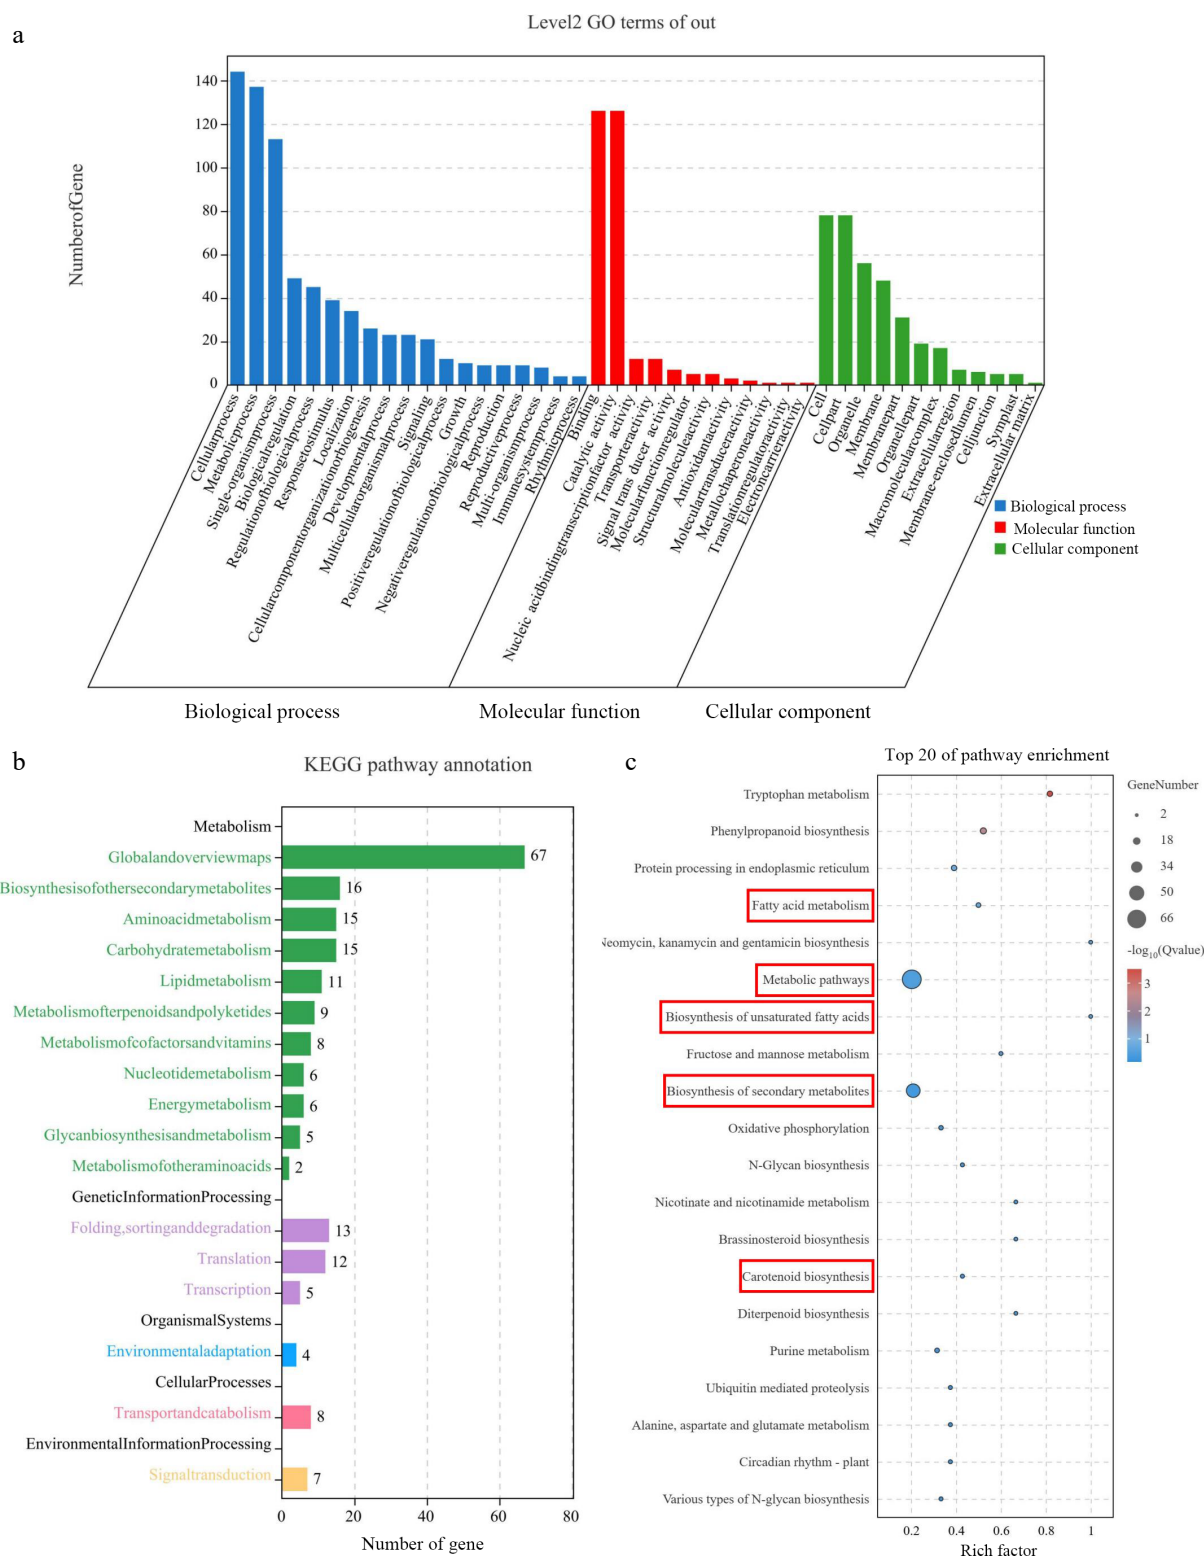 a
Level2 GO terms of out
NumberofGene
140
120
100
80
60
40
20
0
Cellularprocess
Metabolicprocess
Single-organismprocess
Biologicalregulation
Regulationofbiologicalprocess
Responsetostimulus
Localization
Cellularcomponentorganizationorbiogenesis
Developmentalprocess
Multicellularorganismalprocess
Signaling
Positiveregulationofbiologicalprocess
Growth
Negativeregulationofbiologicalprocess
Reproduction
Reproductiveprocess
Multi-organismprocess
Immunesystemprocess
Rhythmicprocess
Binding
Catalytic activity
Nucleic acidbindingtranscriptionfactor activity
Transporteractivity
Signal trans ducer activity
Molecularfunctionregulator
Structuralmoleculeactivity
Antioxidantactivity
Moleculartransduceractivity
Metallochaperoneactivity
Translationregulatoractivity
Electroncarrieractivity
Cell
Cellpart
Organelle
Membrane
Membranepart
Organellepart
Macromolecularcomplex
Extracellularregion
Membrane-enclosedlumen
Celljunction
Symplast
Extracellular matrix
Biological process
Molecular function
Cellular component
Biological process
Molecular function
Cellular component
b
KEGG pathway annotation
Metabolism
Globalandoverviewmaps 67
Biosynthesisofothersecondarymetabolites 16
Aminoacidmetabolism 15
Carbohydratemetabolism 15
Lipidmetabolism 11
Metabolismofterpenoidsandpolyketides 9
Metabolismofcofactorsandvitamins 8
Nucleotidemetabolism 6
Energymetabolism 6
Glycanbiosynthesisandmetabolism 5
Metabolismofotheraminoacids 2
GeneticInformationProcessing
Folding,sortinganddegradation 13
Translation 12
Transcription 5
OrganismalSystems
Environmentaladaptation 4
CellularProcesses
Transportandcatabolism 8
EnvironmentalInformationProcessing
Signaltransduction 7
0 20 40 60 80
Number of gene
c
Top 20 of pathway enrichment
Tryptophan metabolism
Phenylpropanoid biosynthesis
Protein processing in endoplasmic reticulum
Fatty acid metabolism
Neomycin, kanamycin and gentamicin biosynthesis
Metabolic pathways
Biosynthesis of unsaturated fatty acids
Fructose and mannose metabolism
Biosynthesis of secondary metabolites
Oxidative phosphorylation
N-Glycan biosynthesis
Nicotinate and nicotinamide metabolism
Brassinosteroid biosynthesis
Carotenoid biosynthesis
Diterpenoid biosynthesis
Purine metabolism
Ubiquitin mediated proteolysis
Alanine, aspartate and glutamate metabolism
Circadian rhythm - plant
Various types of N-glycan biosynthesis
0.2 0.4 0.6 0.8 1
Rich factor
GeneNumber
2
18
34
50
66
-log10(Qvalue)
3
2
1